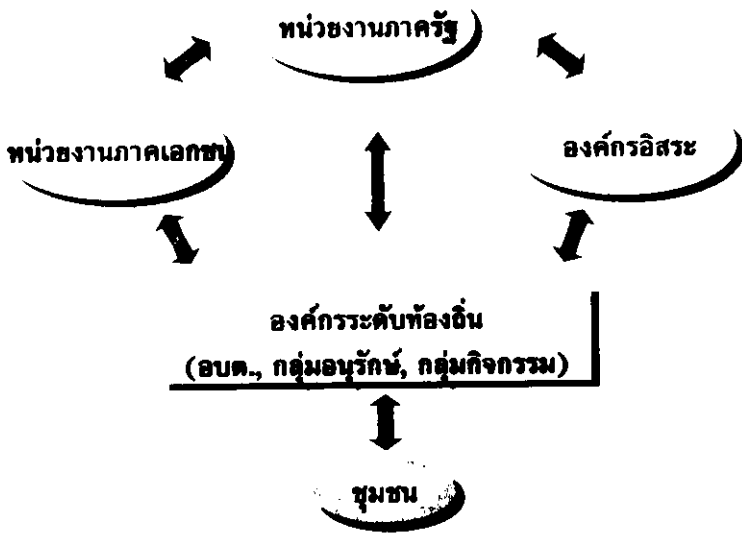 หน่วยงานภาครัฐ
หน่วยงานภาคเอกชน
องค์กรอิสระ
องค์กรระดับท้องถิ่น
(อบต., กลุ่มอนุรักษ์, กลุ่มกิจกรรม)
ชุมชน